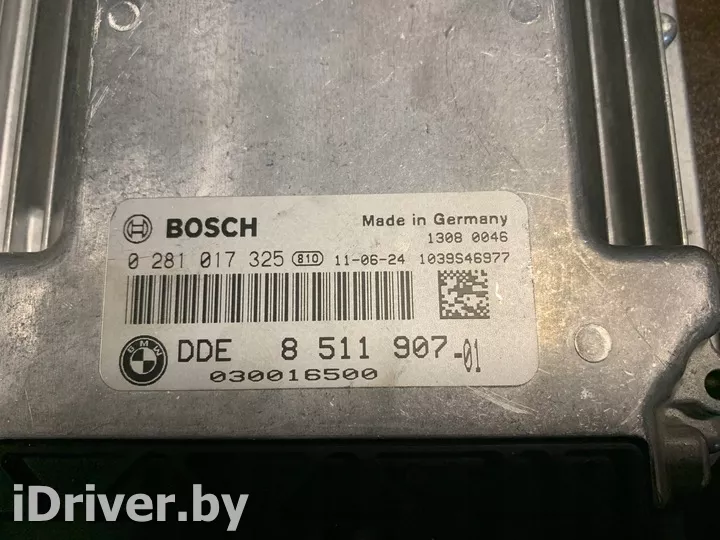 BOSCH Made in Germany
1308 0046
0 281 017 325 810 11-06-24 1039S46977
BMW DDE 8 511 907-01
030016500
iDriver.by